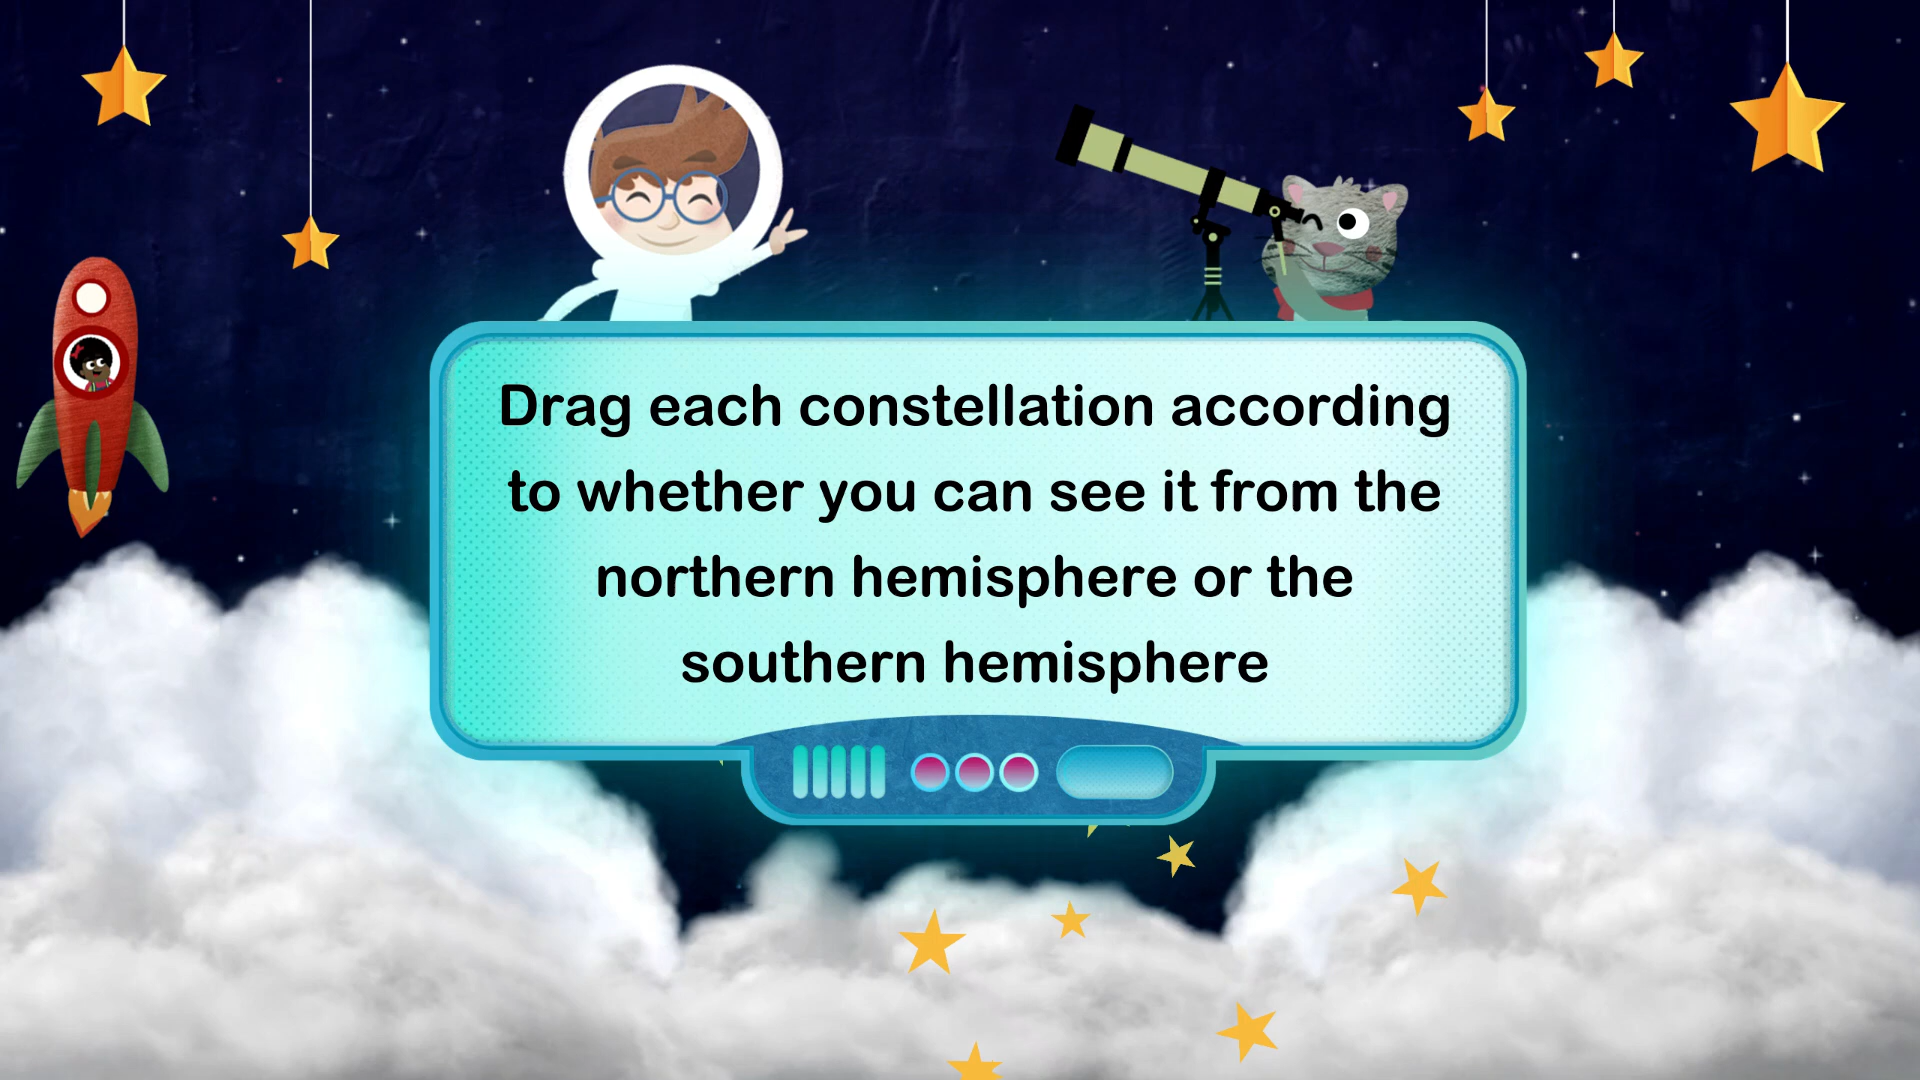 Drag each constellation according
to whether you can see it from the
northern hemisphere or the
southern hemisphere